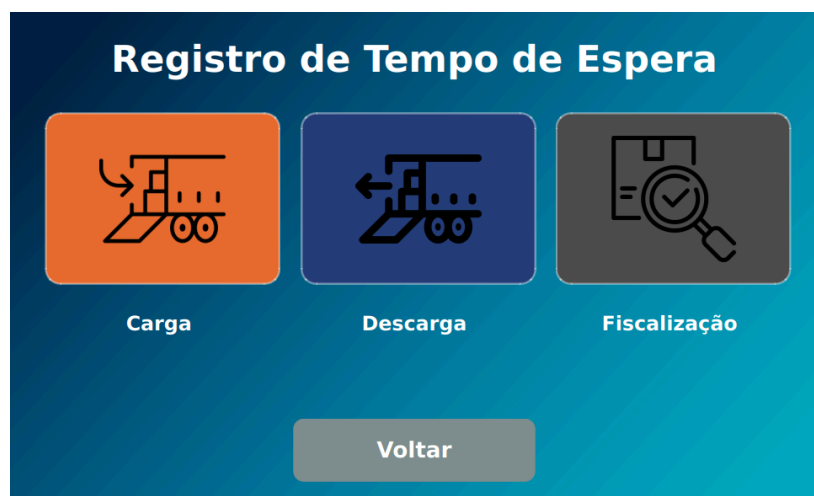 Registro de Tempo de Espera
Carga
Descarga
Fiscalização
Voltar